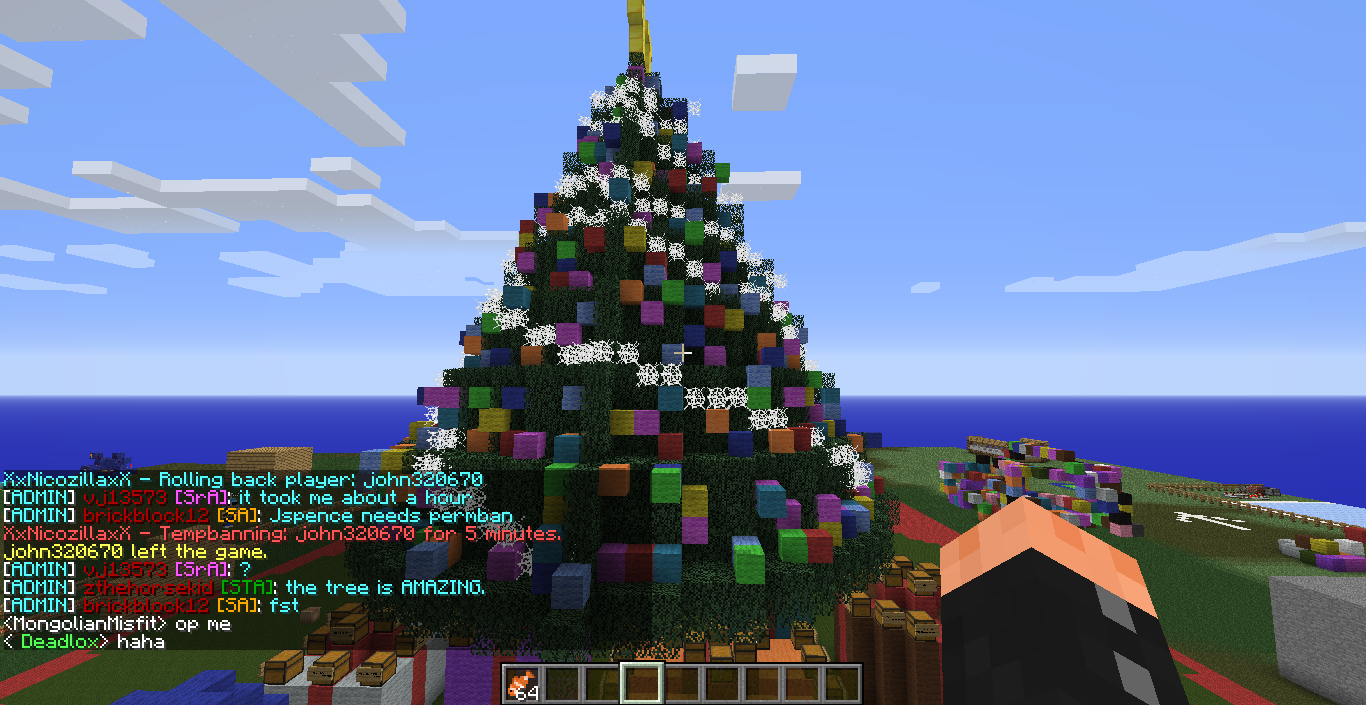 XxNicozillaxX - Rolling back player: john320670
[ADMIN] vj13573 [SrA]: it took me about a hour
[ADMIN] brickblock12 [SA]: Jspence needs permban
XxNicozillaxX - Tempbanning: john320670 for 5 minutes.
john320670 left the game.
[ADMIN] vj13573 [SrA]: ?
[ADMIN] zthehorsekid [STA]: the tree is AMAZING.
[ADMIN] brickblock12 [SA]: fst
<MongolianMisfit> op me
< Deadlox> haha
64